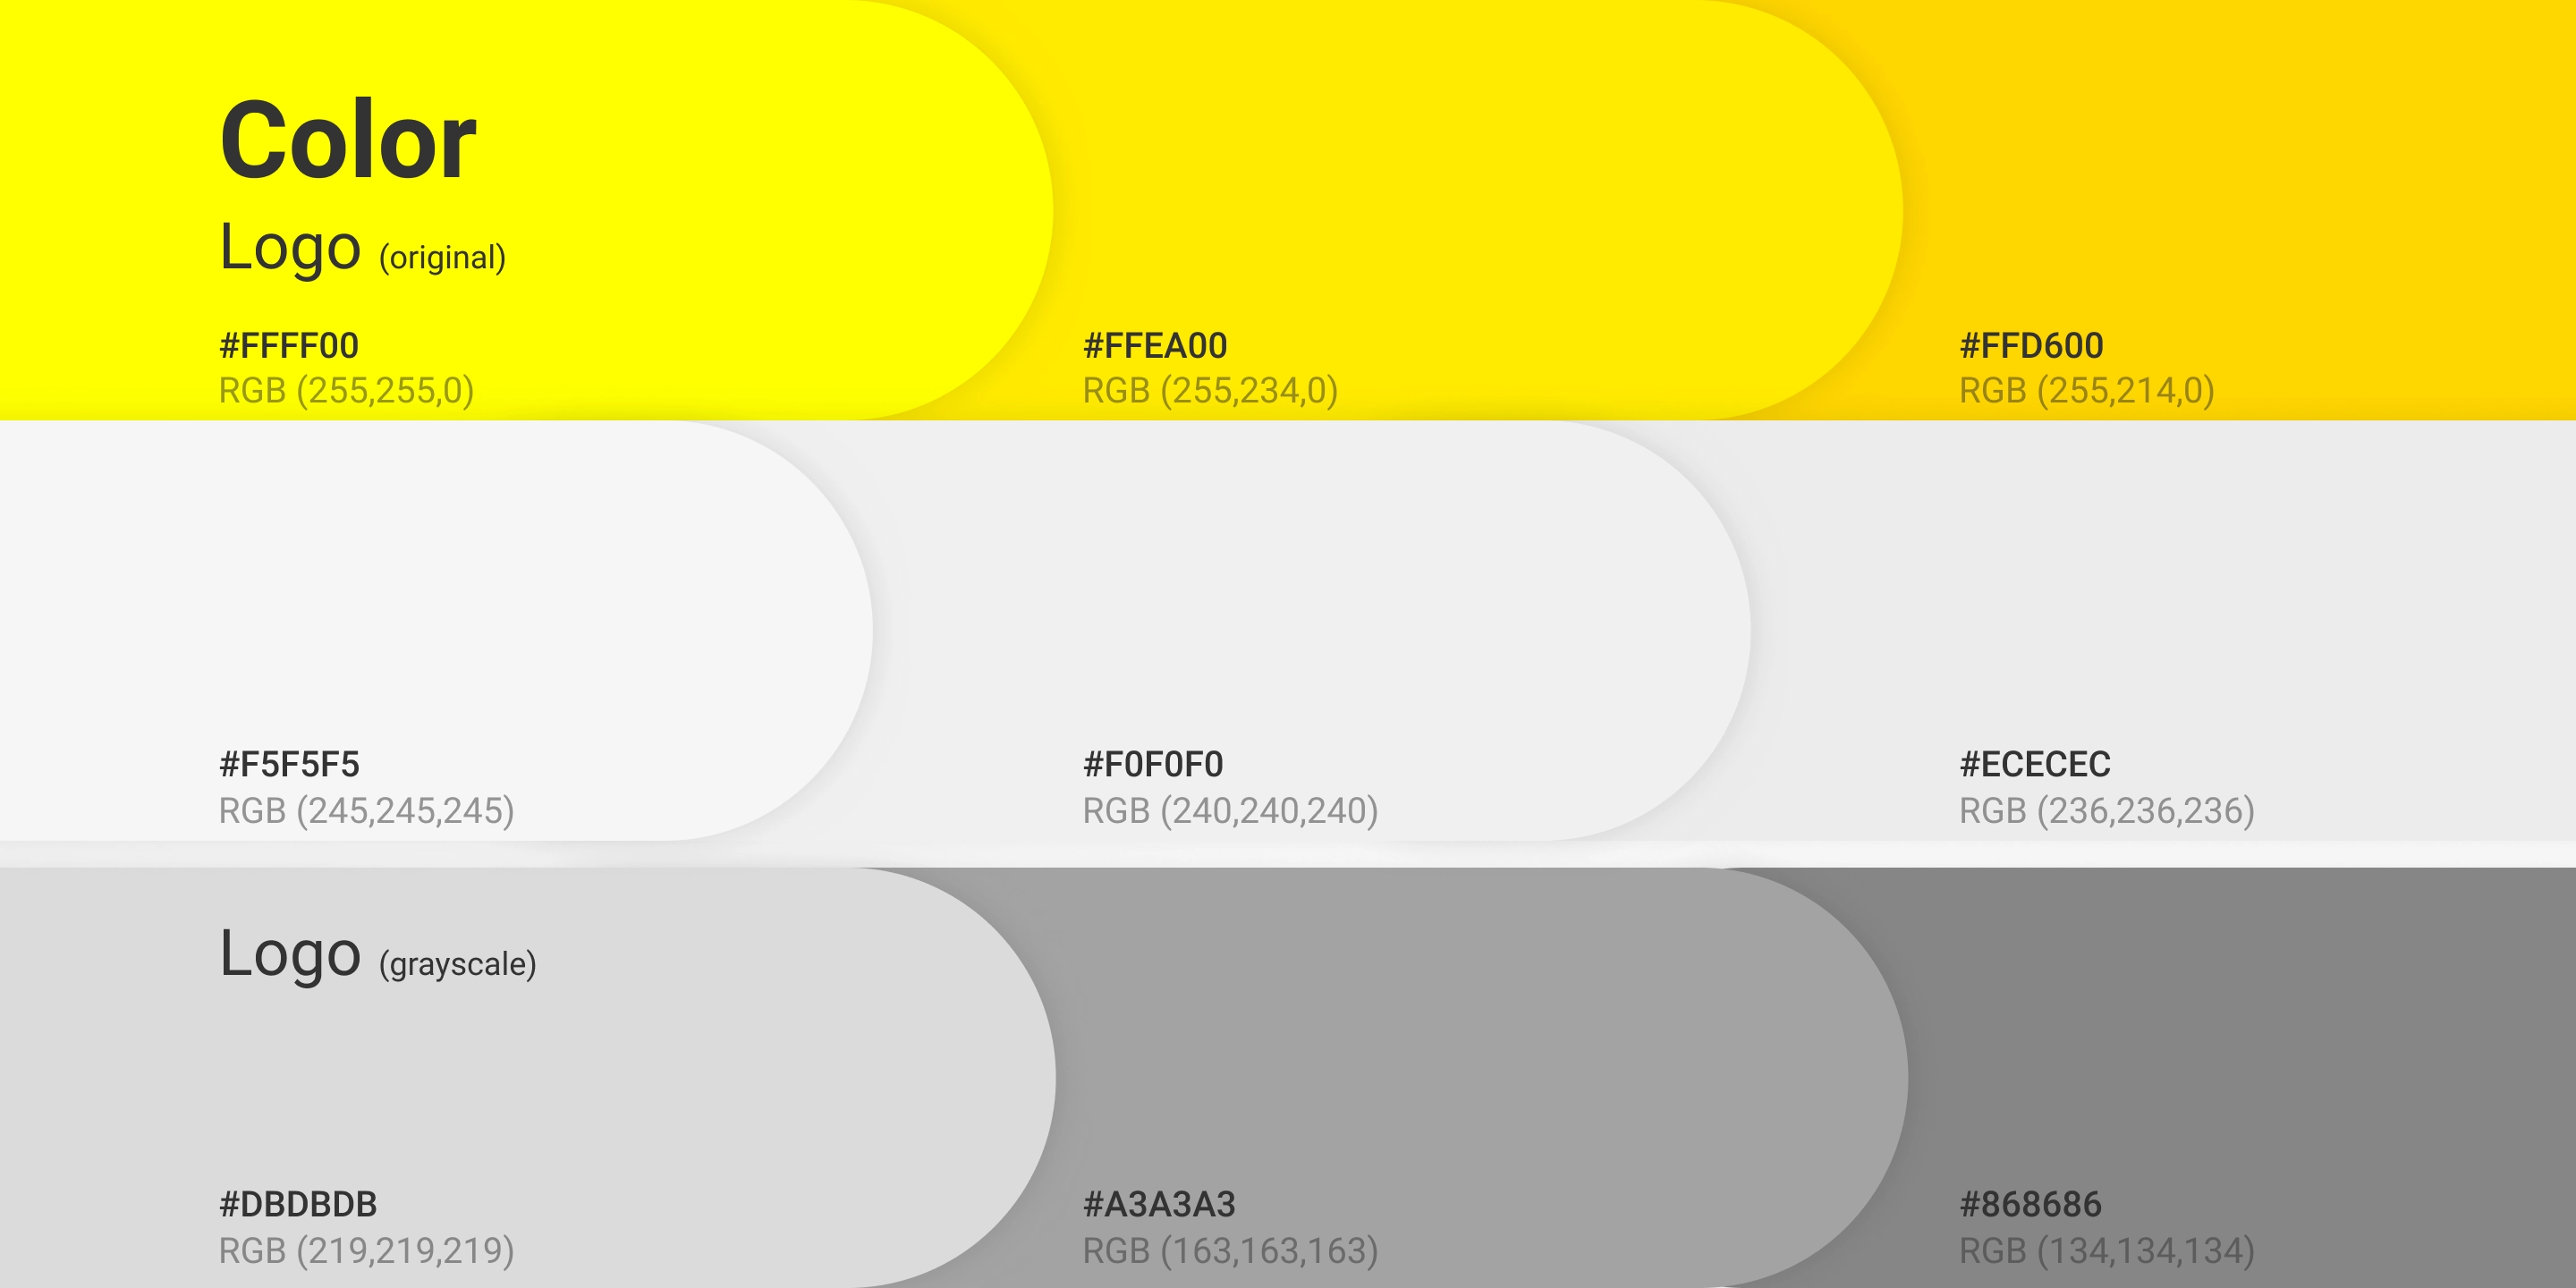 Color
Logo (original)
#FFFF00
RGB (255,255,0)
#FFEA00
RGB (255,234,0)
#FFD600
RGB (255,214,0)
#F5F5F5
RGB (245,245,245)
#F0F0F0
RGB (240,240,240)
#ECECEC
RGB (236,236,236)
Logo (grayscale)
#DBDBDB
RGB (219,219,219)
#A3A3A3
RGB (163,163,163)
#868686
RGB (134,134,134)